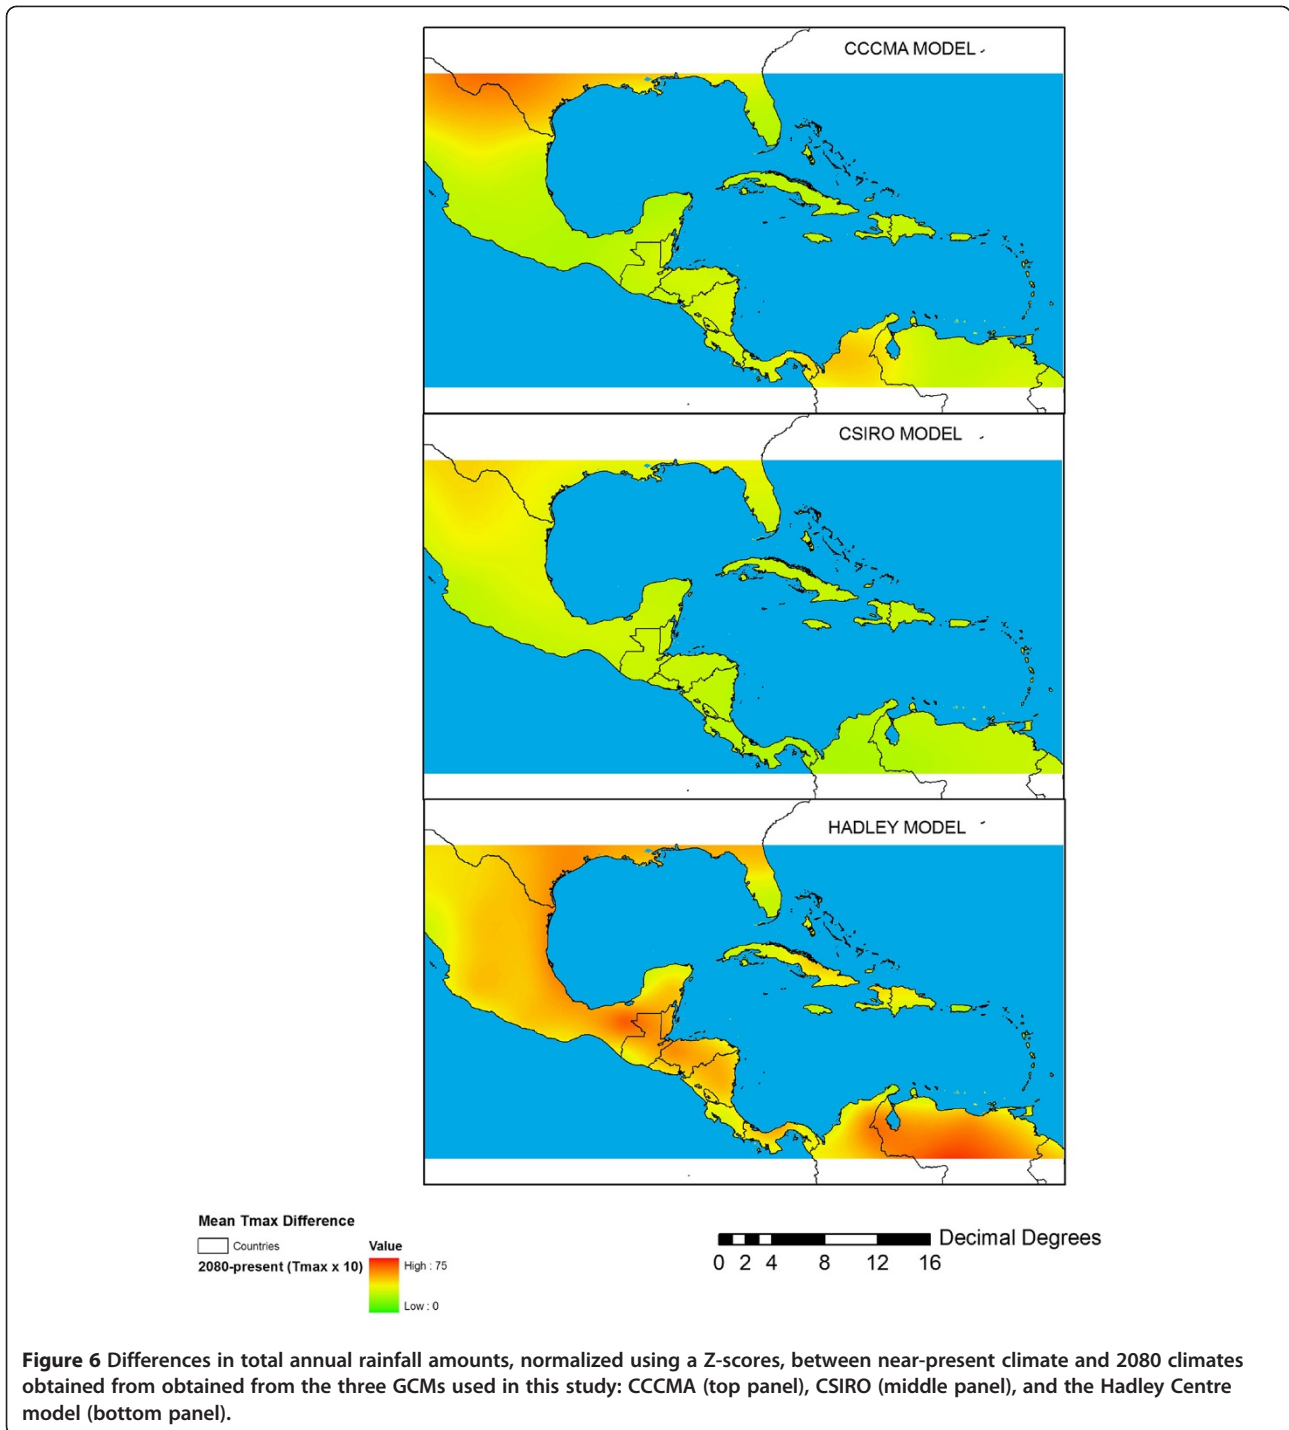 CCCMA MODEL
CSIRO MODEL
HADLEY MODEL
Mean Tmax Difference
Countries
2080-present (Tmax x 10)
Value
High : 75
Low : 0
Decimal Degrees
0 2 4 8 12 16
Figure 6 Differences in total annual rainfall amounts, normalized using a Z-scores, between near-present climate and 2080 climates
obtained from obtained from the three GCMs used in this study: CCCMA (top panel), CSIRO (middle panel), and the Hadley Centre
model (bottom panel).